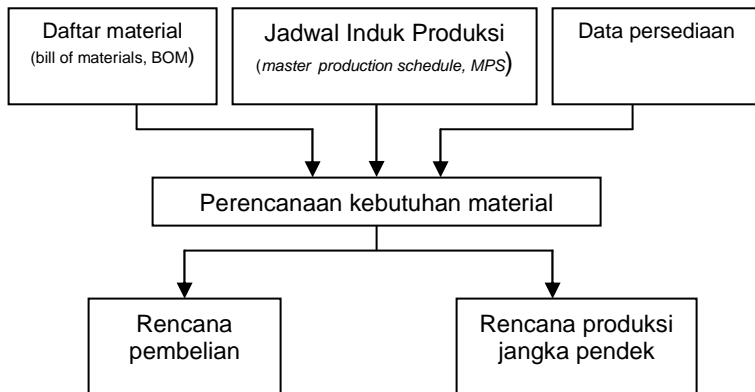 Daftar material
(bill of materials, BOM)
Jadwal Induk Produksi
(master production schedule, MPS)
Data persediaan
Perencanaan kebutuhan material
Rencana
pembelian
Rencana produksi
jangka pendek